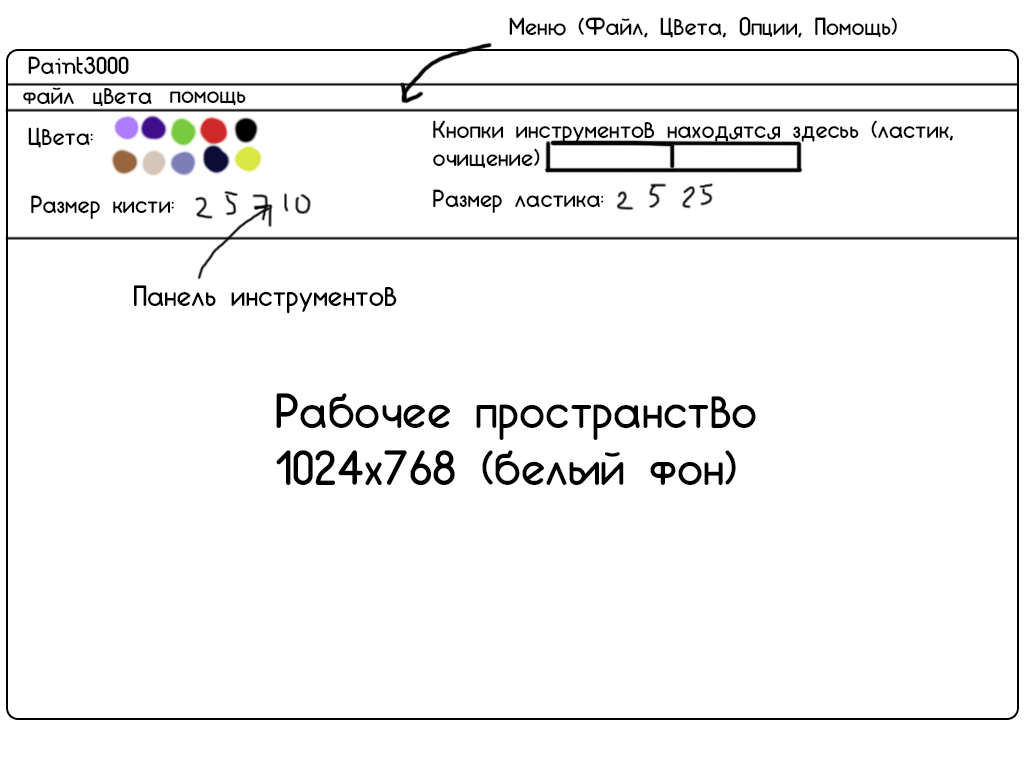 Меню (Файл, Цвета, Опции, Помощь)
Paint3000
файл цвета помощь
Цвета:
Кнопки инструментов находятся здесьь (ластик,
очищение)
Размер кисти: 2 5 7 10
Размер ластика: 2 5 25
Панель инструментов
Рабочее пространство
1024x768 (белый фон)